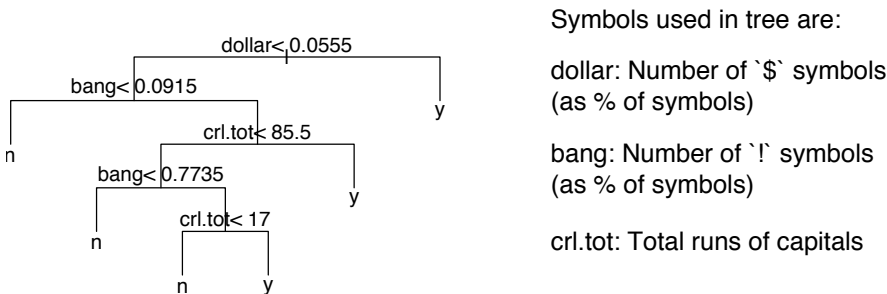 dollar< 0.0555
bang< 0.0915
y
n
crl.tot< 85.5
bang< 0.7735
y
n
crl.tot< 17
n
y
Symbols used in tree are:
dollar: Number of `$` symbols
(as % of symbols)
bang: Number of `!` symbols
(as % of symbols)
crl.tot: Total runs of capitals